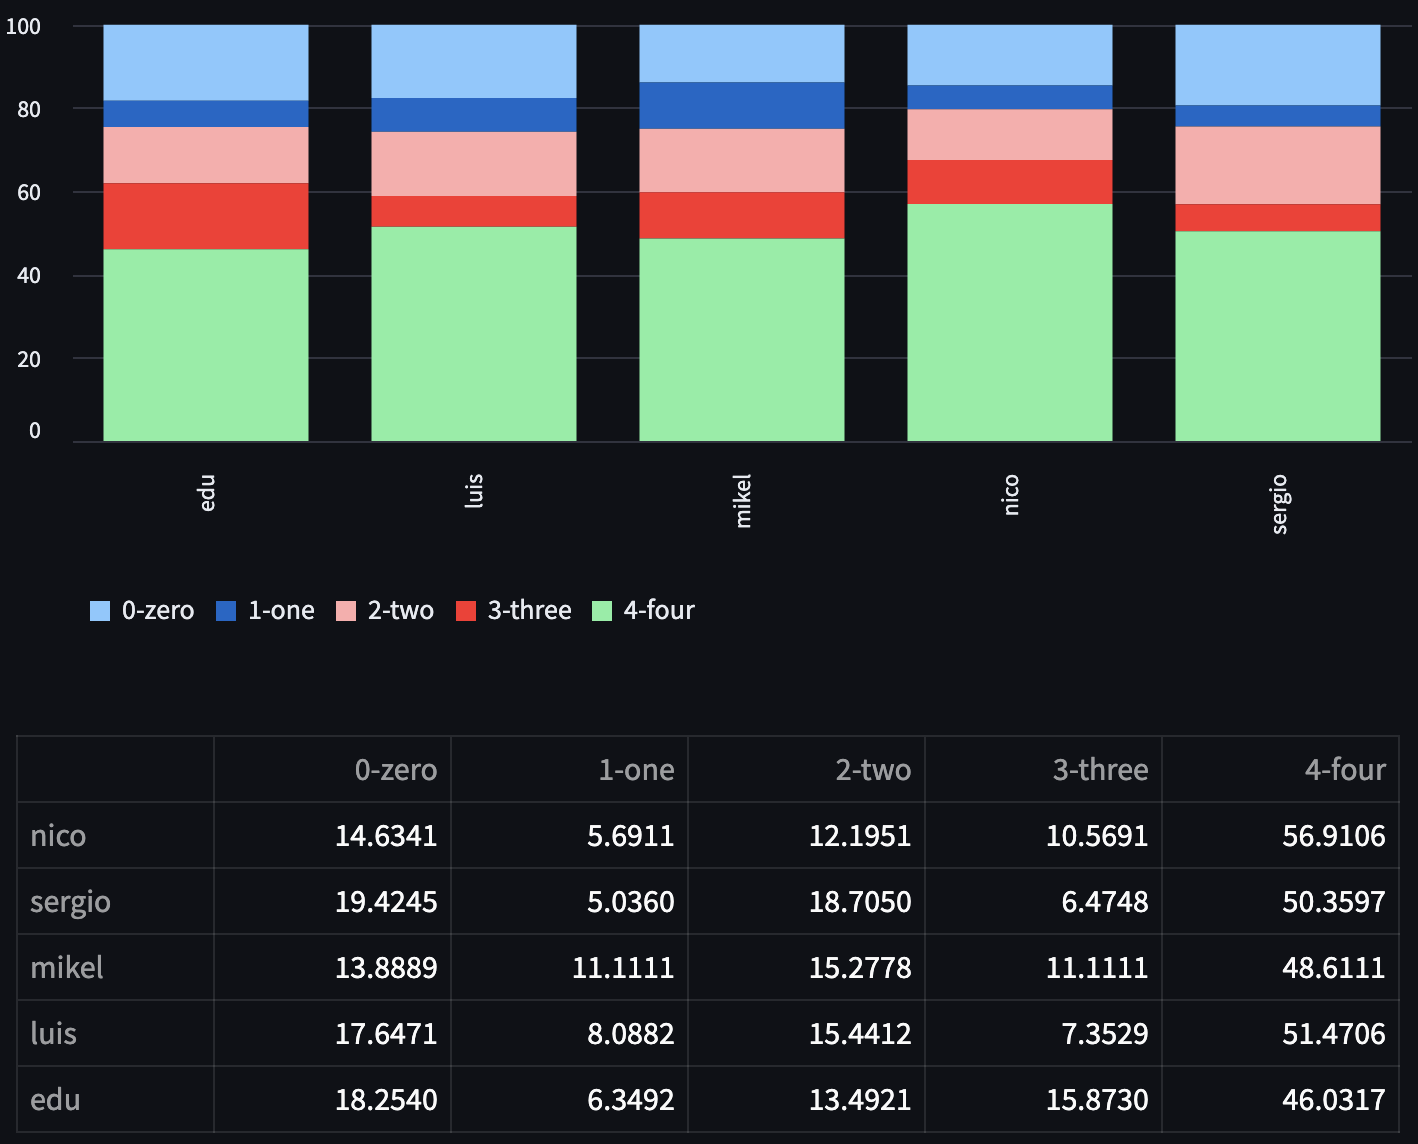 100
80
60
40
20
0
edu luis mikel nico sergio
0-zero 1-one 2-two 3-three 4-four
0-zero 1-one 2-two 3-three 4-four
nico 14.6341 5.6911 12.1951 10.5691 56.9106
sergio 19.4245 5.0360 18.7050 6.4748 50.3597
mikel 13.8889 11.1111 15.2778 11.1111 48.6111
luis 17.6471 8.0882 15.4412 7.3529 51.4706
edu 18.2540 6.3492 13.4921 15.8730 46.0317